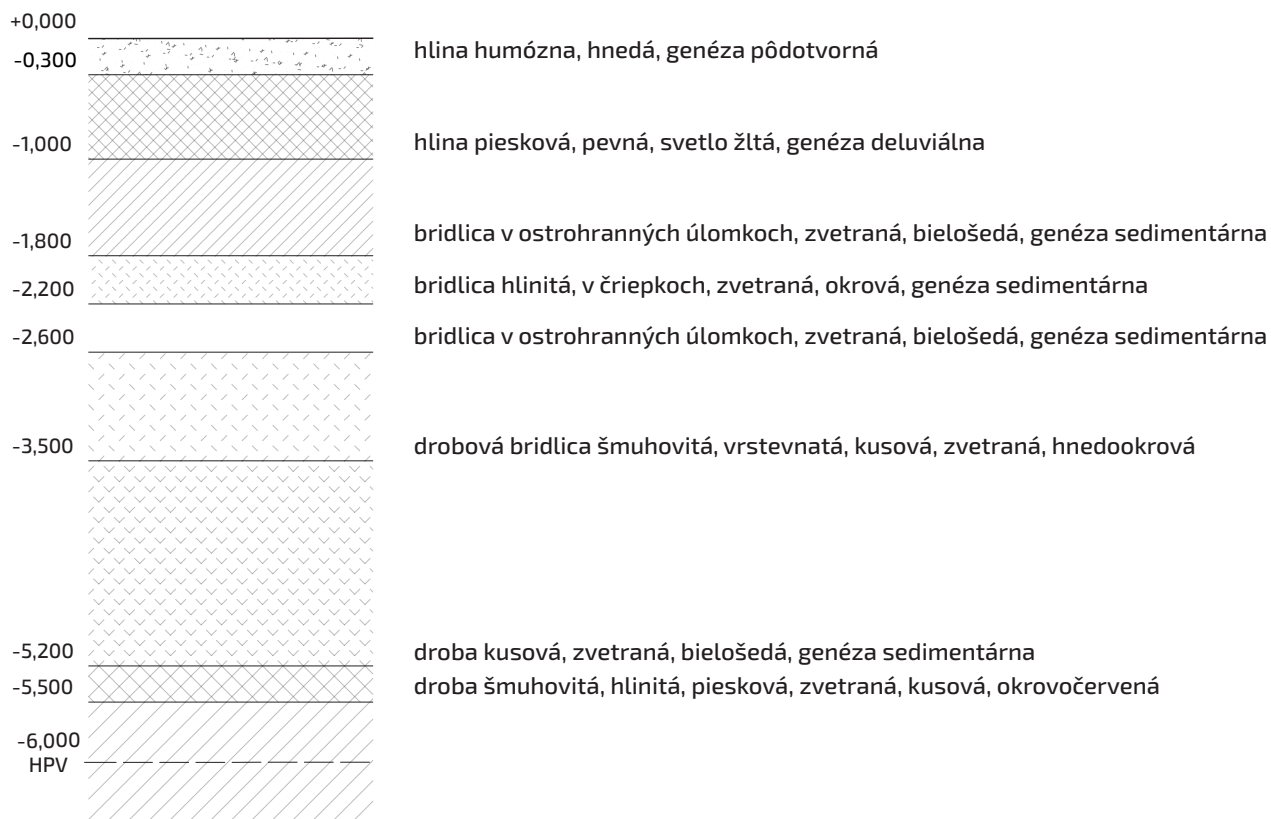 +0,000
-0,300 hlina humózna, hnedá, genéza pôdotvorná
-1,000 hlina piesková, pevná, svetlo žltá, genéza deluviálna
-1,800 bridlica v ostrohranných úlomkoch, zvetraná, bielošedá, genéza sedimentárna
-2,200 bridlica hlinitá, v čriepkoch, zvetraná, okrová, genéza sedimentárna
-2,600 bridlica v ostrohranných úlomkoch, zvetraná, bielošedá, genéza sedimentárna
-3,500 drobová bridlica šmuhovitá, vrstevnatá, kusová, zvetraná, hnedookrová
-5,200 droba kusová, zvetraná, bielošedá, genéza sedimentárna
-5,500 droba šmuhovitá, hlinitá, piesková, zvetraná, kusová, okrovočervená
-6,000
HPV